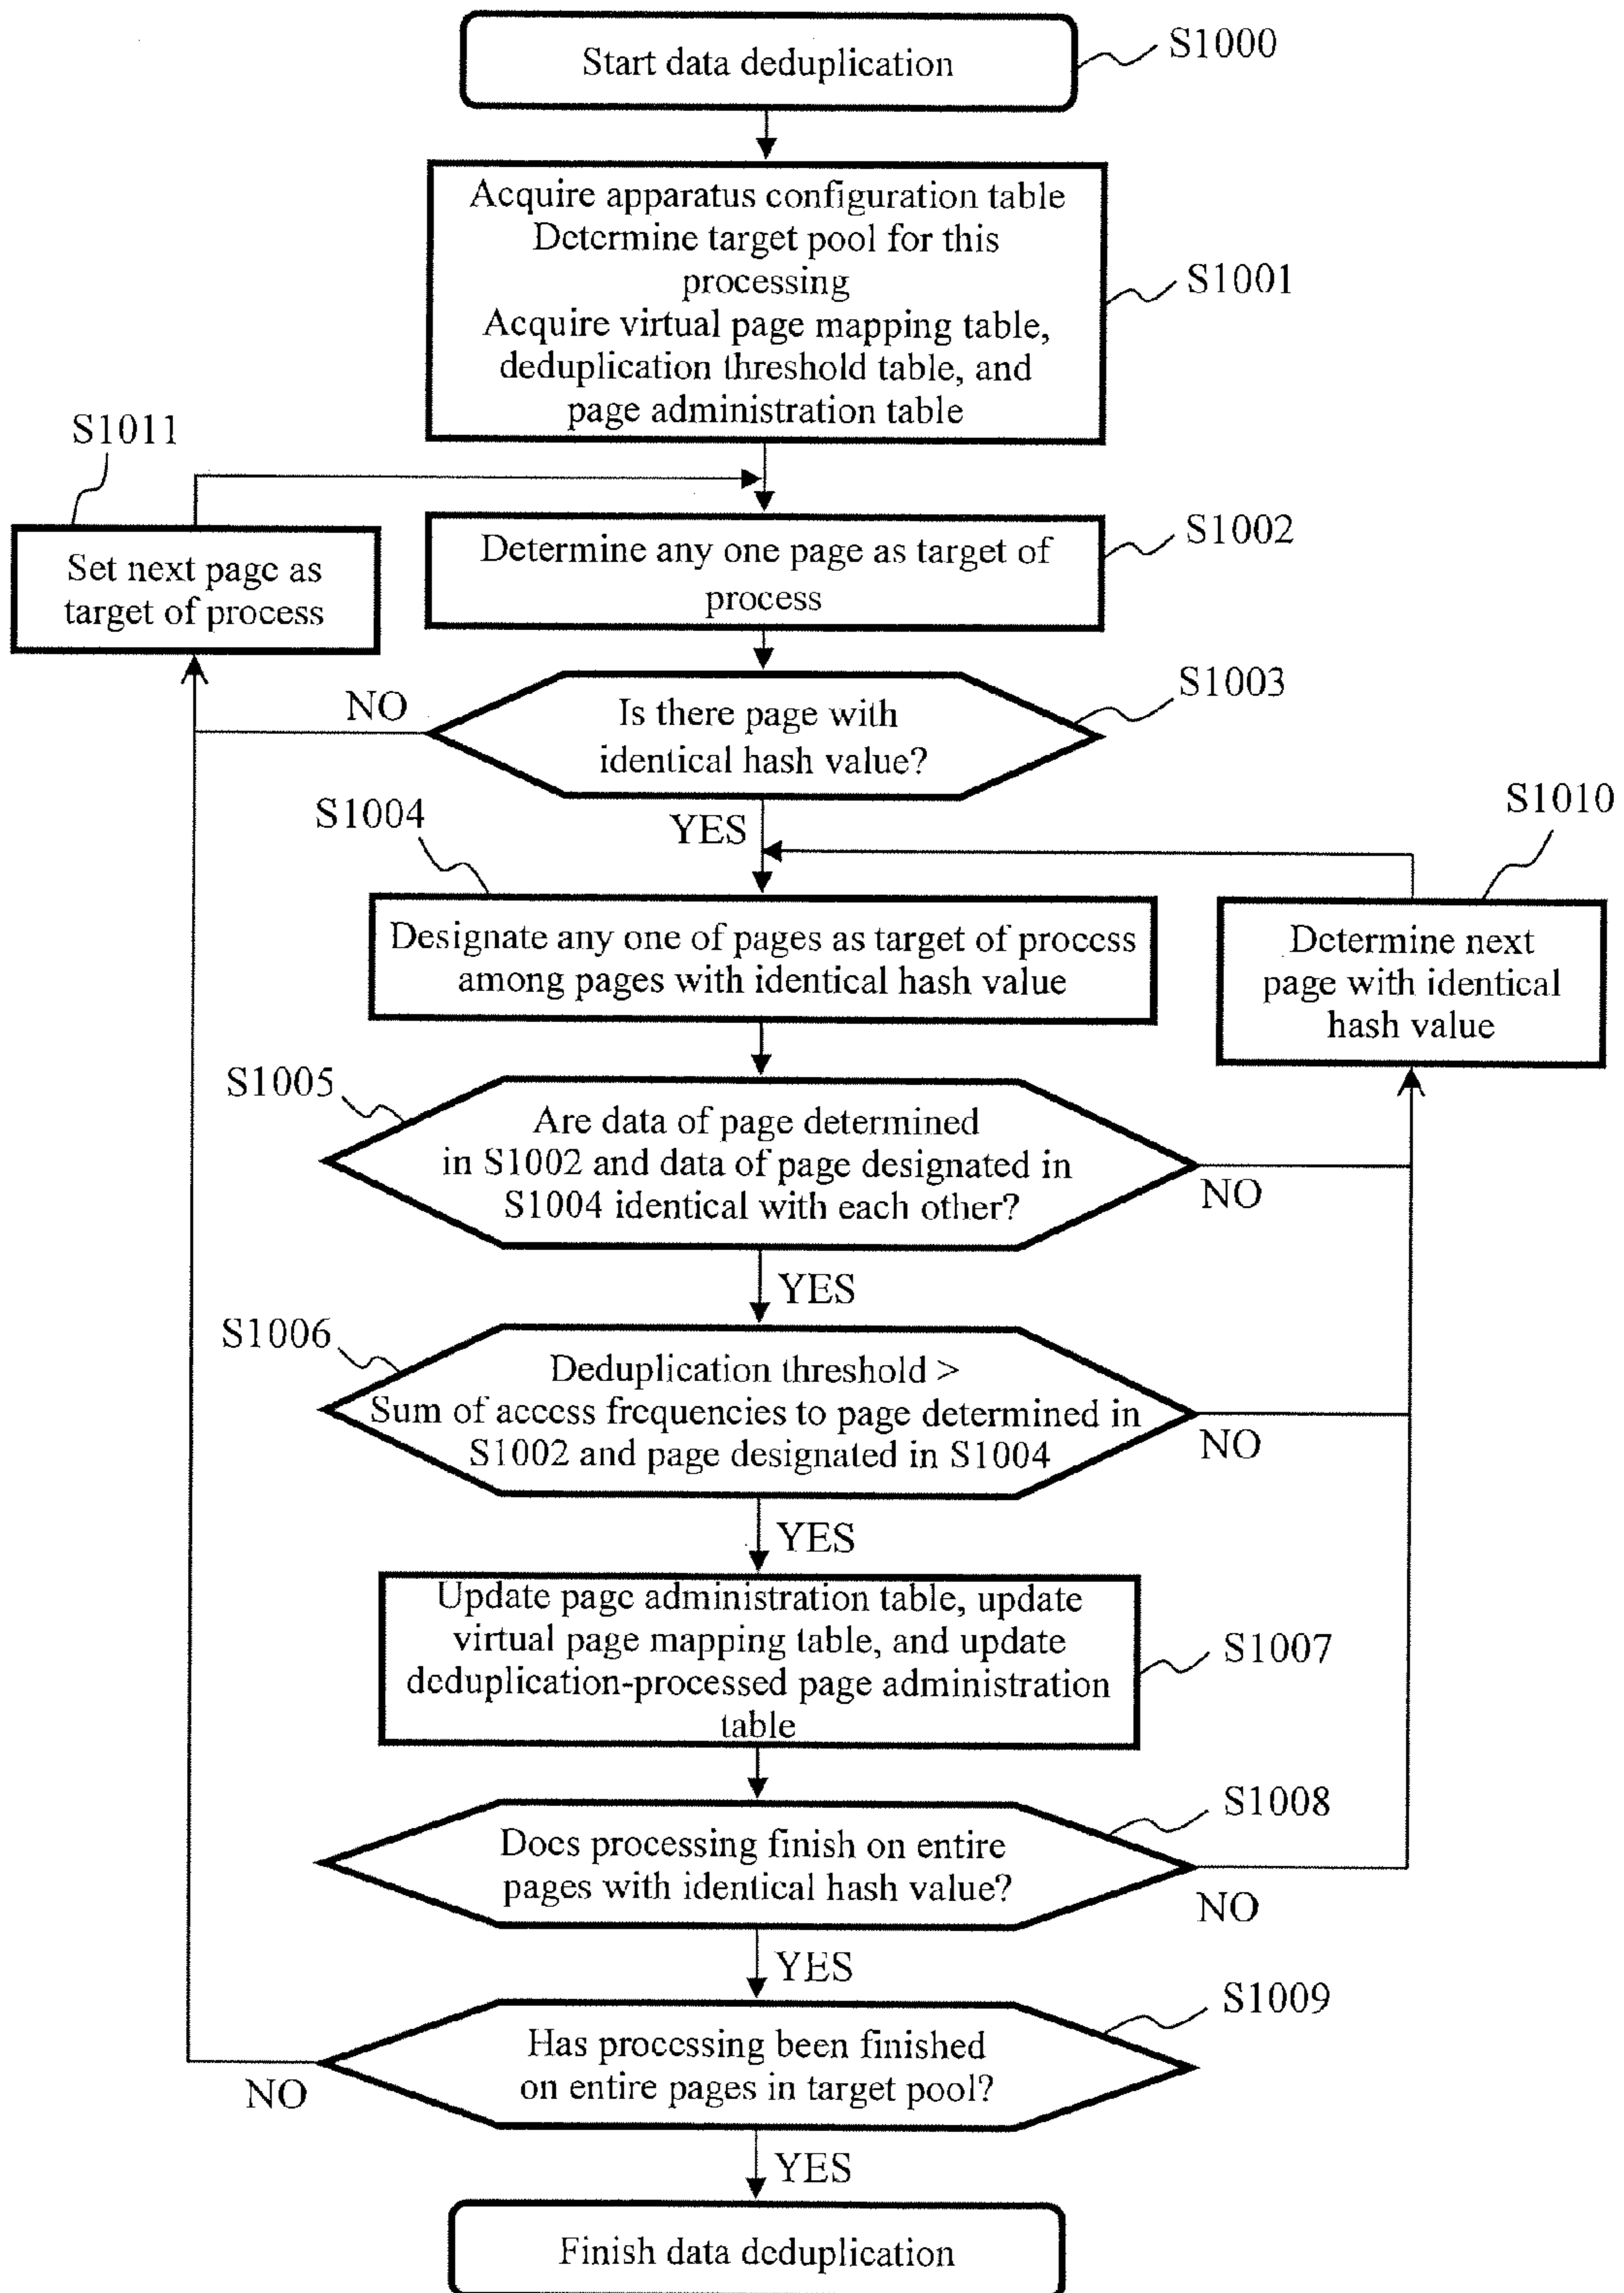 Start data deduplication
S1000
Acquire apparatus configuration table
Determine target pool for this
processing
Acquire virtual page mapping table,
deduplication threshold table, and
page administration table
S1001
S1011
Set next page as
target of process
Determine any one page as target of
process
S1002
Is there page with
identical hash value?
S1003
NO
YES
S1004
Designate any one of pages as target of process
among pages with identical hash value
S1010
Determine next
page with identical
hash value
S1005
Are data of page determined
in S1002 and data of page designated in
S1004 identical with each other?
NO
YES
S1006
Deduplication threshold >
Sum of access frequencies to page determined in
S1002 and page designated in S1004
NO
YES
Update page administration table, update
virtual page mapping table, and update
deduplication-processed page administration
table
S1007
Does processing finish on entire
pages with identical hash value?
S1008
NO
YES
Has processing been finished
on entire pages in target pool?
S1009
NO
YES
Finish data deduplication